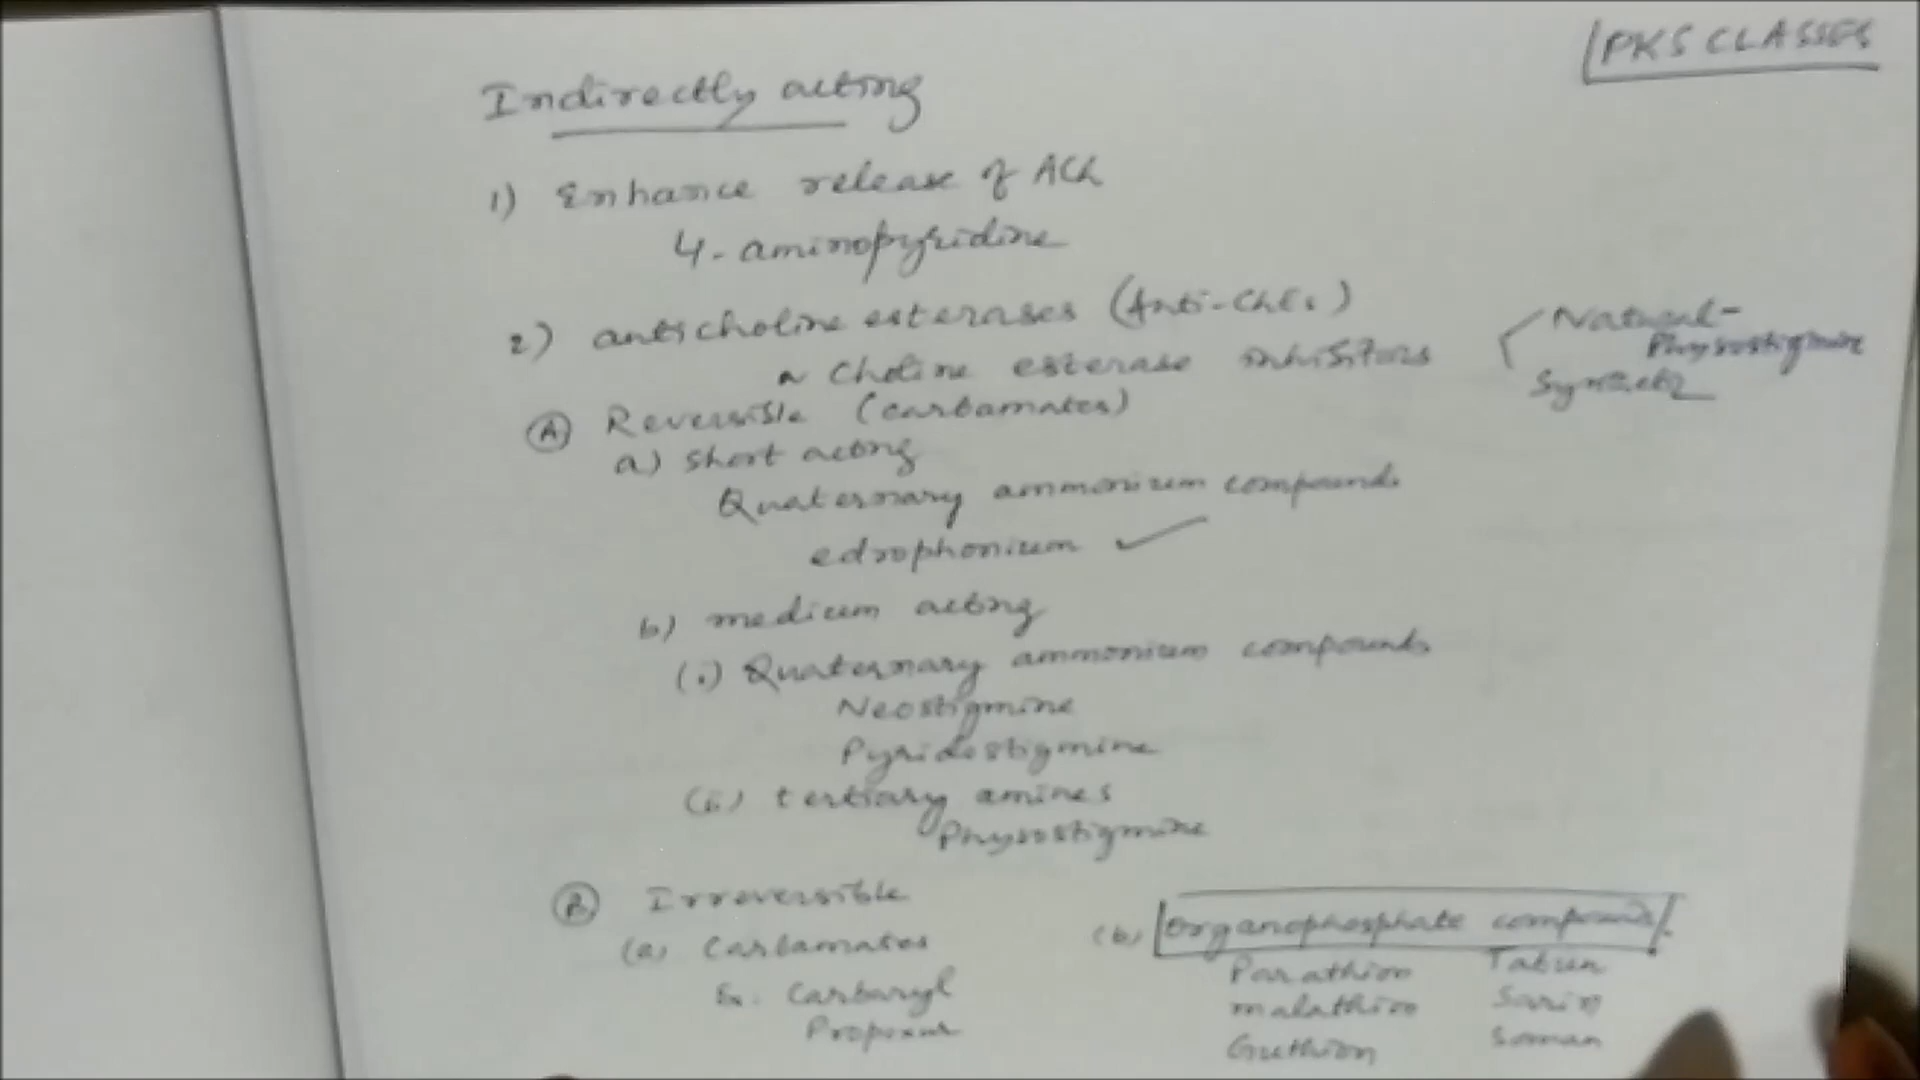 PKS CLASSES
Indirectly acting
1) Enhance release of ACh
4-aminopyridine
2) anticholine esterases (Anti-ChEs)
Choline esterase inhibitors
Natural-
Physostigmine
Synthetic
(A) Reversible (carbamates)
a) short acting
Quaternary ammonium compounds
edrophonium ✓
b) medium acting
(i) Quaternary ammonium compounds
Neostigmine
Pyridostigmine
(ii) tertiary amines
Physostigmine
(B) Irreversible
(a) Carbamates
Ex. Carbaryl
Propoxur
(b) Organophosphate compounds
Parathion Tabun
malathion Sarin
Guthion Soman